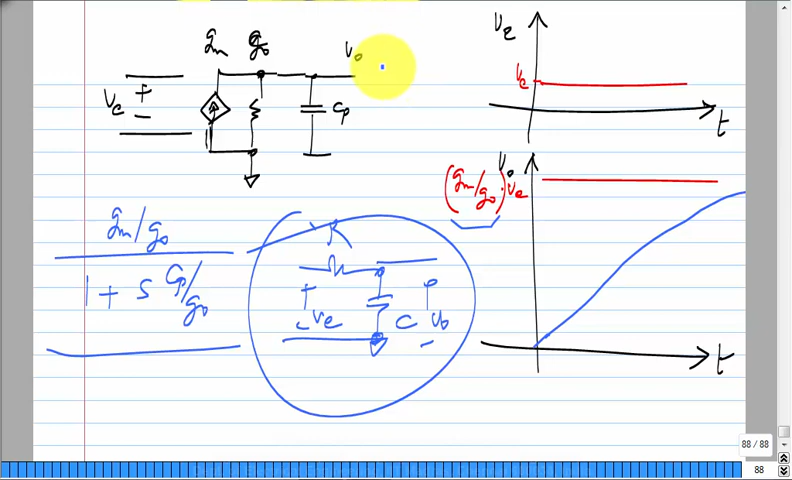 gm go
Vo
Ve + -
Cp
Ve
Ve
t
Vo
(gm/go) . Ve
t
gm/go
1 + s Cp/go
R
+ - Ve C Vo -
88 / 88
88